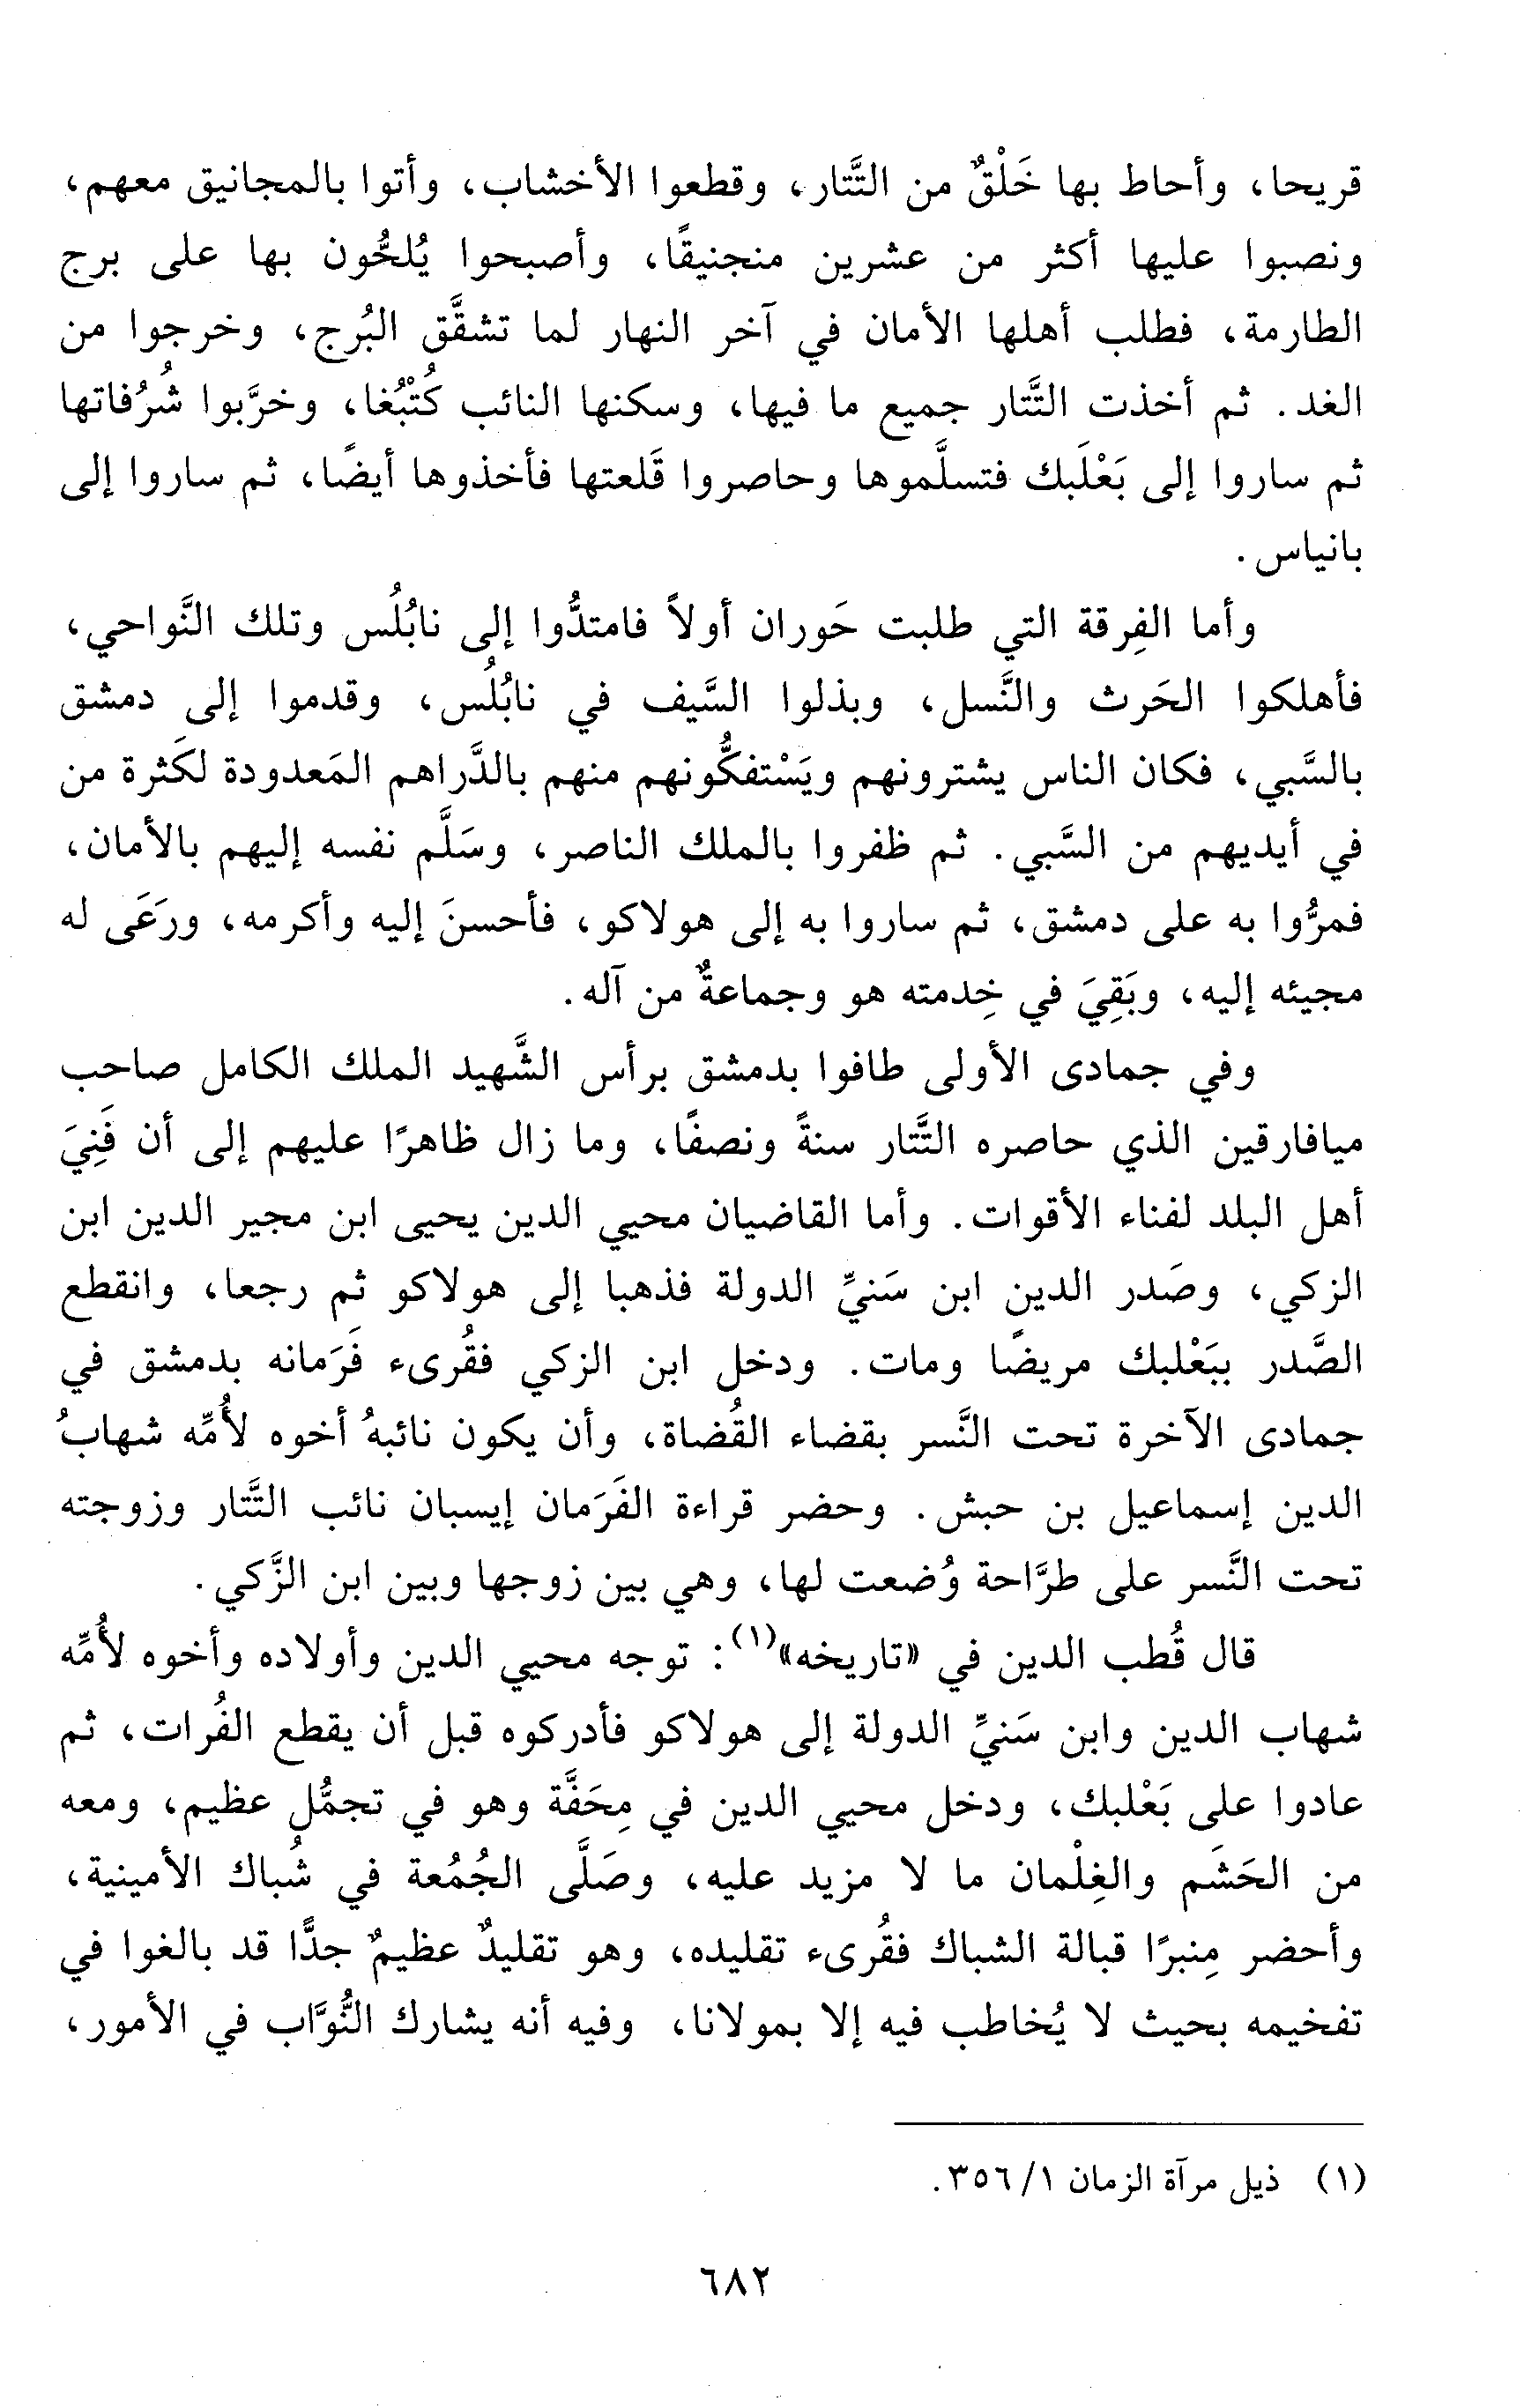 قريحا، وأحاط بها خَلْقٌ من التَّتار، وقطعوا الأخشاب، وأتوا بالمجانيق معهم،
ونصبوا عليها أكثر من عشرين منجنيقًا، وأصبحوا يُلحُّون بها على برج
الطارمة، فطلب أهلها الأمان في آخر النهار لما تشقَّق البُرج، وخرجوا من
الغد. ثم أخذت التَّتار جميع ما فيها، وسكنها النائب كُتْبُغا، وخرَّبوا شُرُفاتها
ثم ساروا إلى بَعْلَبك فتسلَّموها وحاصروا قَلعتها فأخذوها أيضًا، ثم ساروا إلى
بانياس.
وأما الفِرقة التي طلبت حَوران أولاً فامتدُّوا إلى نابُلُس وتلك النَّواحي،
فأهلكوا الحَرث والنَّسل، وبذلوا السَّيف في نابُلُس، وقدموا إلى دمشق
بالسَّبي، فكان الناس يشترونهم ويَسْتفكُّونهم منهم بالدَّراهم المَعدودة لكَثرة من
في أيديهم من السَّبي. ثم ظفروا بالملك الناصر، وسَلَّم نفسه إليهم بالأمان،
فمرُّوا به على دمشق، ثم ساروا به إلى هولاكو، فأحسنَ إليه وأكرمه، ورَعَى له
مجيئه إليه، وبَقِيَ في خِدمته هو وجماعةٌ من آله.
وفي جمادى الأولى طافوا بدمشق برأس الشَّهيد الملك الكامل صاحب
ميافارقين الذي حاصره التَّتار سنةً ونصفًا، وما زال ظاهرًا عليهم إلى أن فَنِيَ
أهل البلد لفناء الأقوات. وأما القاضيان محيي الدين يحيى ابن مجير الدين ابن
الزكي، وصَدر الدين ابن سَنيِّ الدولة فذهبا إلى هولاكو ثم رجعا، وانقطع
الصَّدر ببَعْلبك مريضًا ومات. ودخل ابن الزكي فقُرىء فَرَمانه بدمشق في
جمادى الآخرة تحت النَّسر بقضاء القُضاة، وأن يكون نائبهُ أخوه لأُمِّه شهابُ
الدين إسماعيل بن حبش. وحضر قراءة الفَرَمان إيسبان نائب التَّتار وزوجته
تحت النَّسر على طرَّاحة وُضعت لها، وهي بين زوجها وبين ابن الزَّكي.
قال قُطب الدين في «تاريخه»(١): توجه محيي الدين وأولاده وأخوه لأُمِّه
شهاب الدين وابن سَنيِّ الدولة إلى هولاكو فأدركوه قبل أن يقطع الفُرات، ثم
عادوا على بَعْلبك، ودخل محيي الدين في مِحَفَّة وهو في تجمُّل عظيم، ومعه
من الحَشَم والغِلْمان ما لا مزيد عليه، وصَلَّى الجُمُعة في شُباك الأمينية،
وأحضر مِنبرًا قبالة الشباك فقُرىء تقليده، وهو تقليدٌ عظيمٌ جدًّا قد بالغوا في
تفخيمه بحيث لا يُخاطب فيه إلا بمولانا، وفيه أنه يشارك النُّوَّاب في الأمور،
(١) ذيل مرآة الزمان ١/ ٣٥٦.
٦٨٢